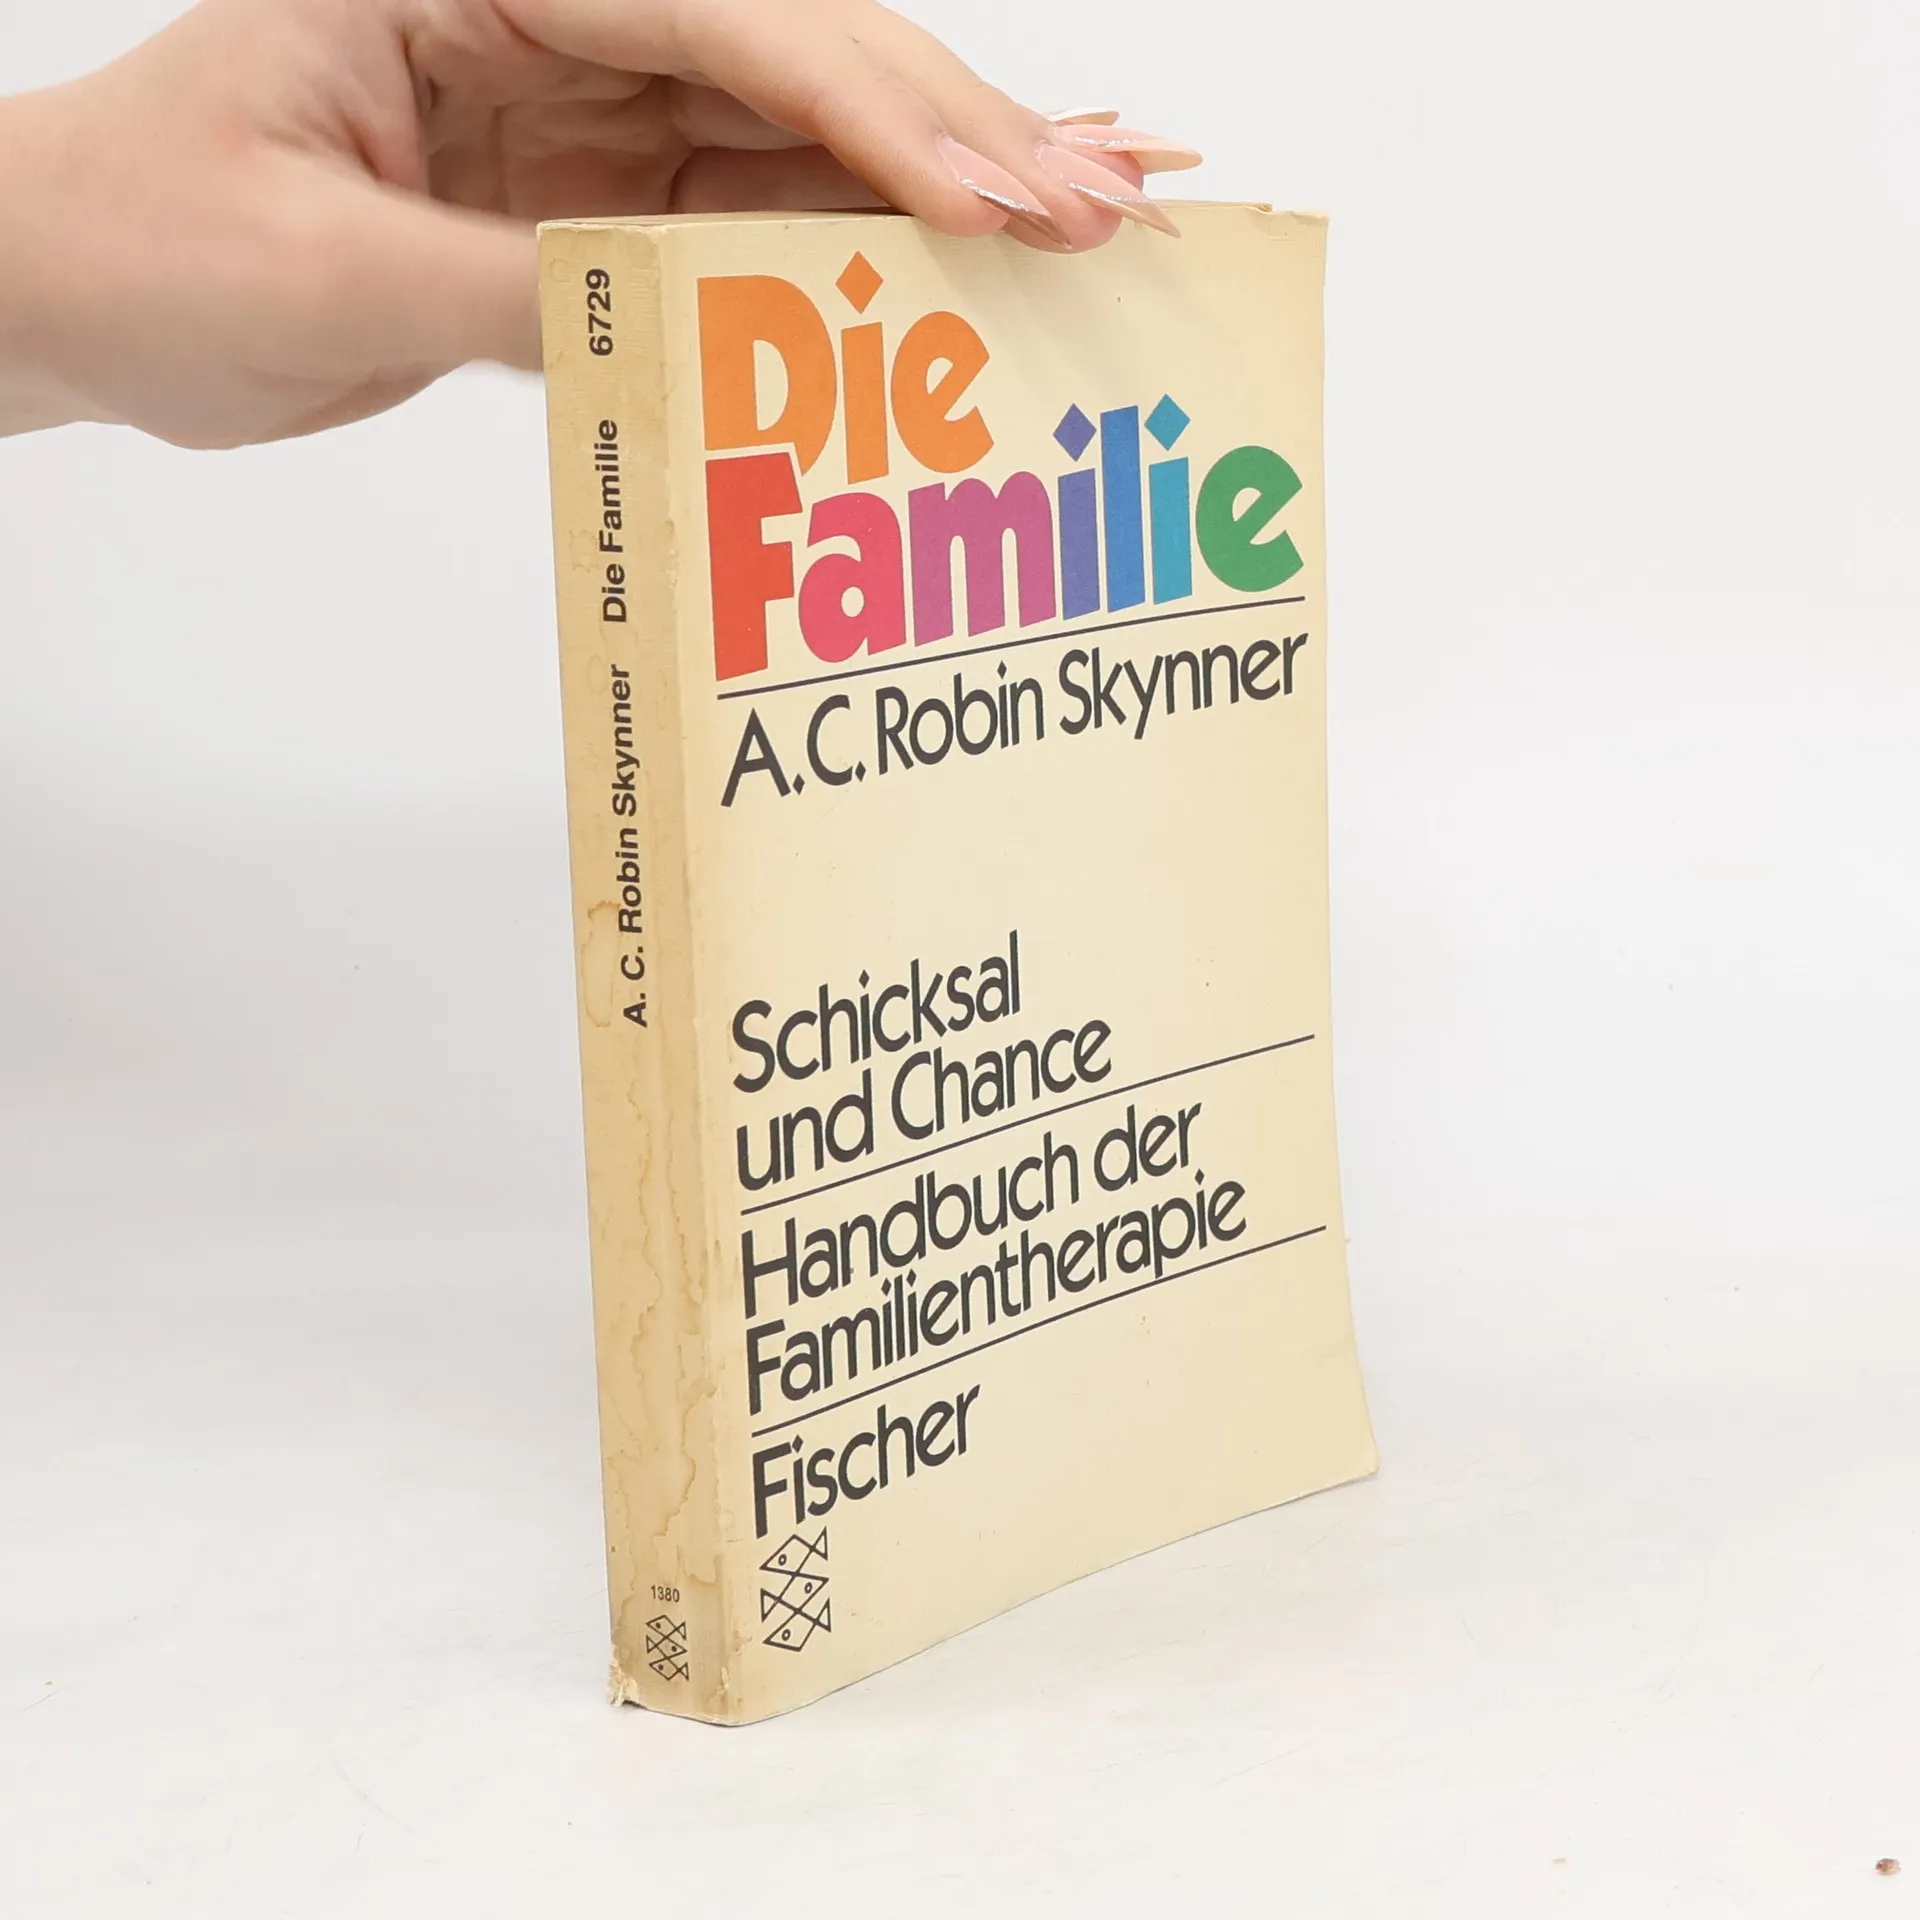 A. C. Robin Skynner Die Familie 6729
1380
Die
Familie
A.C. Robin Skynner
Schicksal
und Chance
Handbuch der
Familientherapie
Fischer